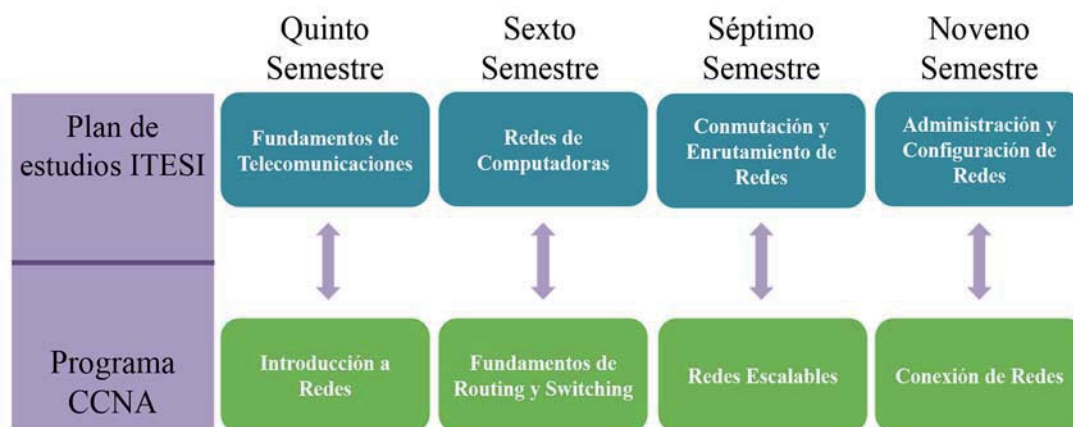 Quinto
Semestre
Sexto
Semestre
Séptimo
Semestre
Noveno
Semestre
Plan de
estudios ITESI
Fundamentos de
Telecomunicaciones
Redes de
Computadoras
Conmutación y
Enrutamiento de
Redes
Administración y
Configuración de
Redes
Programa
CCNA
Introducción a
Redes
Fundamentos de
Routing y Switching
Redes Escalables
Conexión de Redes